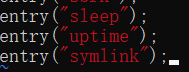 entry("sleep");
entry("uptime");
entry("symlink");
~